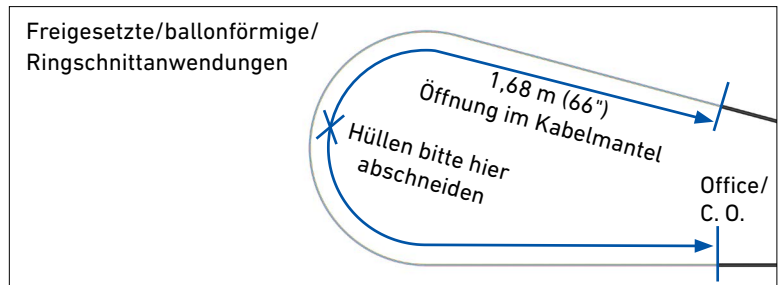 Freigesetzte/ballonförmige/
Ringschnittanwendungen
1,68 m (66")
Öffnung im Kabelmantel
Hüllen bitte hier
abschneiden
Office/
C. O.